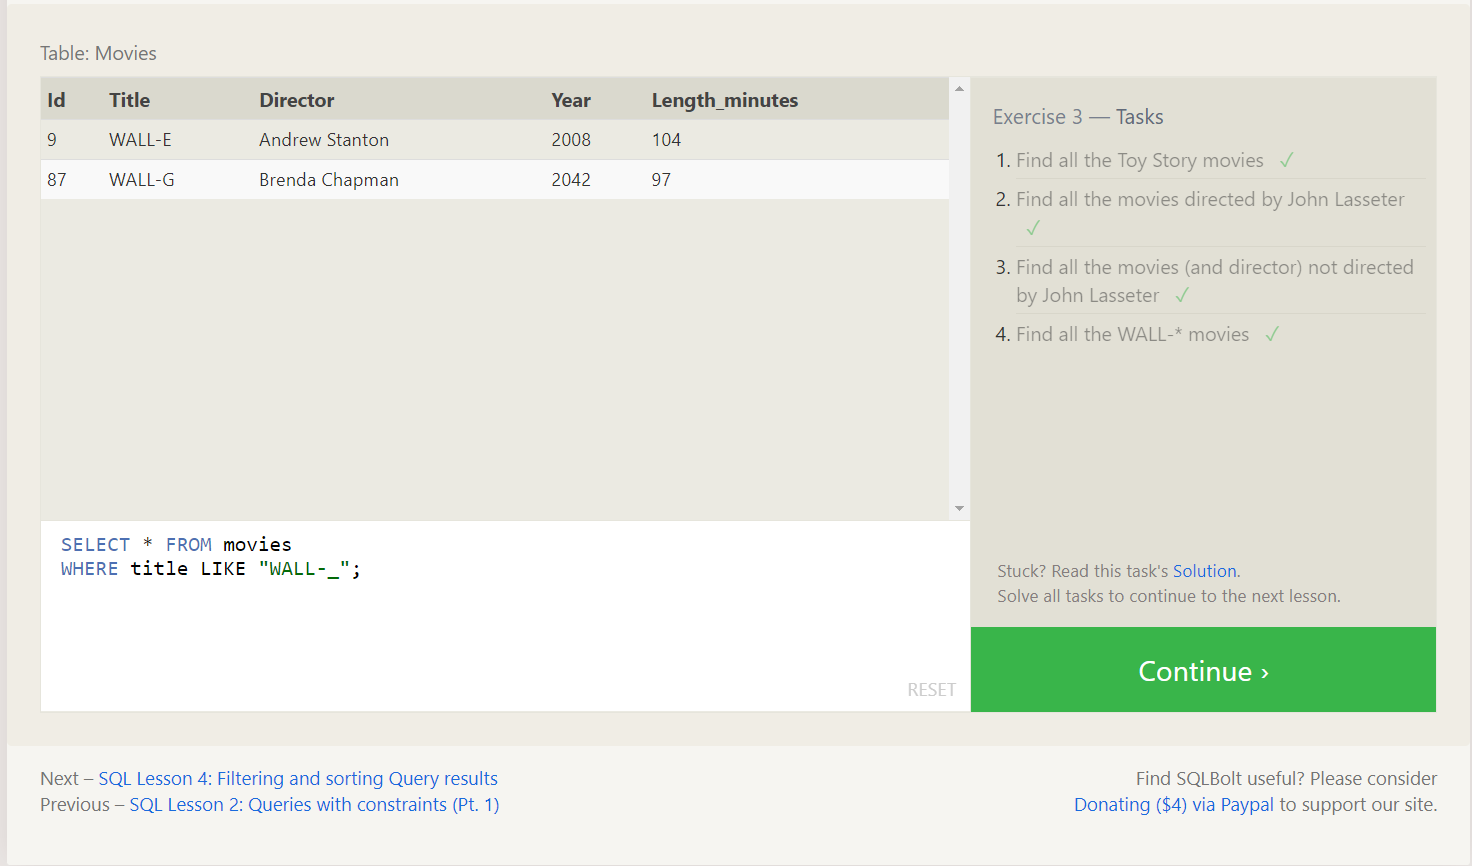 Table: Movies
Id Title Director Year Length_minutes
9 WALL-E Andrew Stanton 2008 104
87 WALL-G Brenda Chapman 2042 97
SELECT * FROM movies
WHERE title LIKE "WALL-_";
RESET
Exercise 3 — Tasks
1. Find all the Toy Story movies ✓
2. Find all the movies directed by John Lasseter
✓
3. Find all the movies (and director) not directed
by John Lasseter ✓
4. Find all the WALL-* movies ✓
Stuck? Read this task's Solution.
Solve all tasks to continue to the next lesson.
Continue ›
Next – SQL Lesson 4: Filtering and sorting Query results
Previous – SQL Lesson 2: Queries with constraints (Pt. 1)
Find SQLBolt useful? Please consider
Donating ($4) via Paypal to support our site.